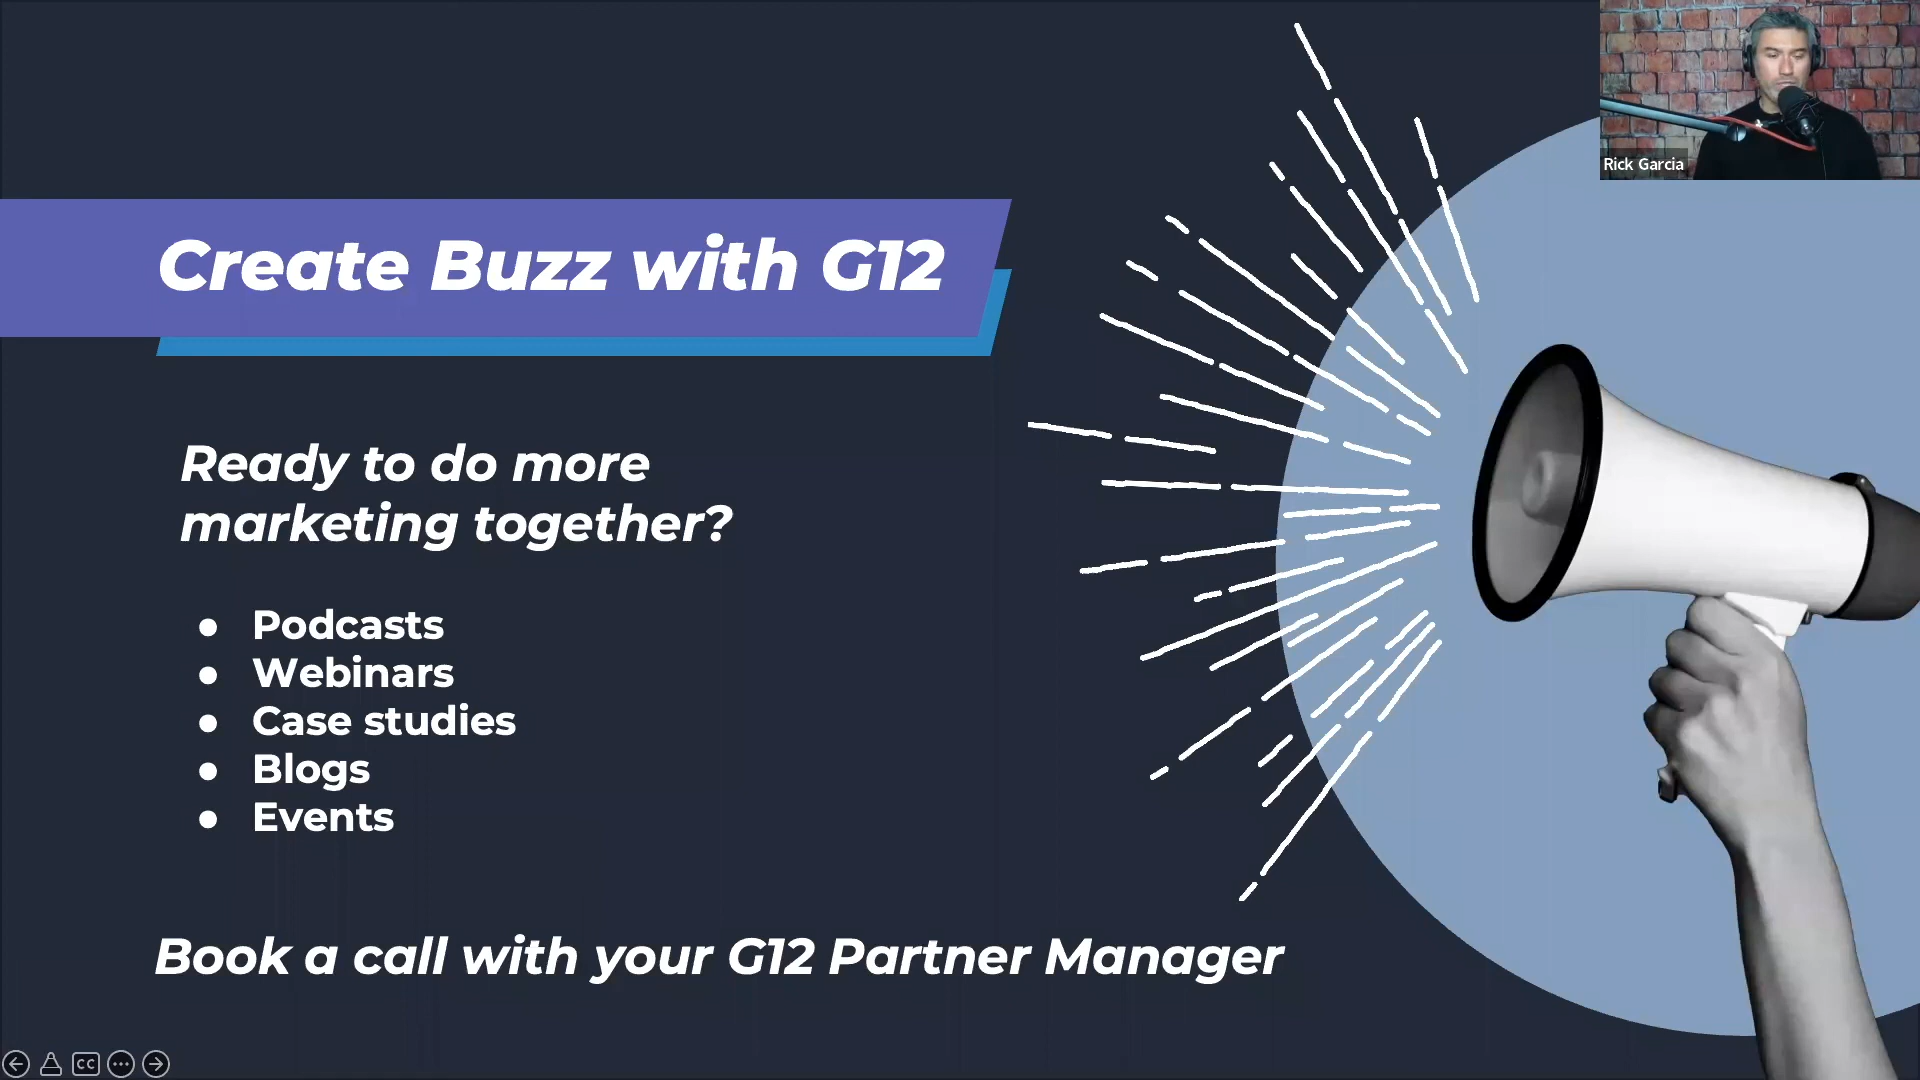 Rick Garcia
Create Buzz with G12
Ready to do more
marketing together?
● Podcasts
● Webinars
● Case studies
● Blogs
● Events
Book a call with your G12 Partner Manager
CC